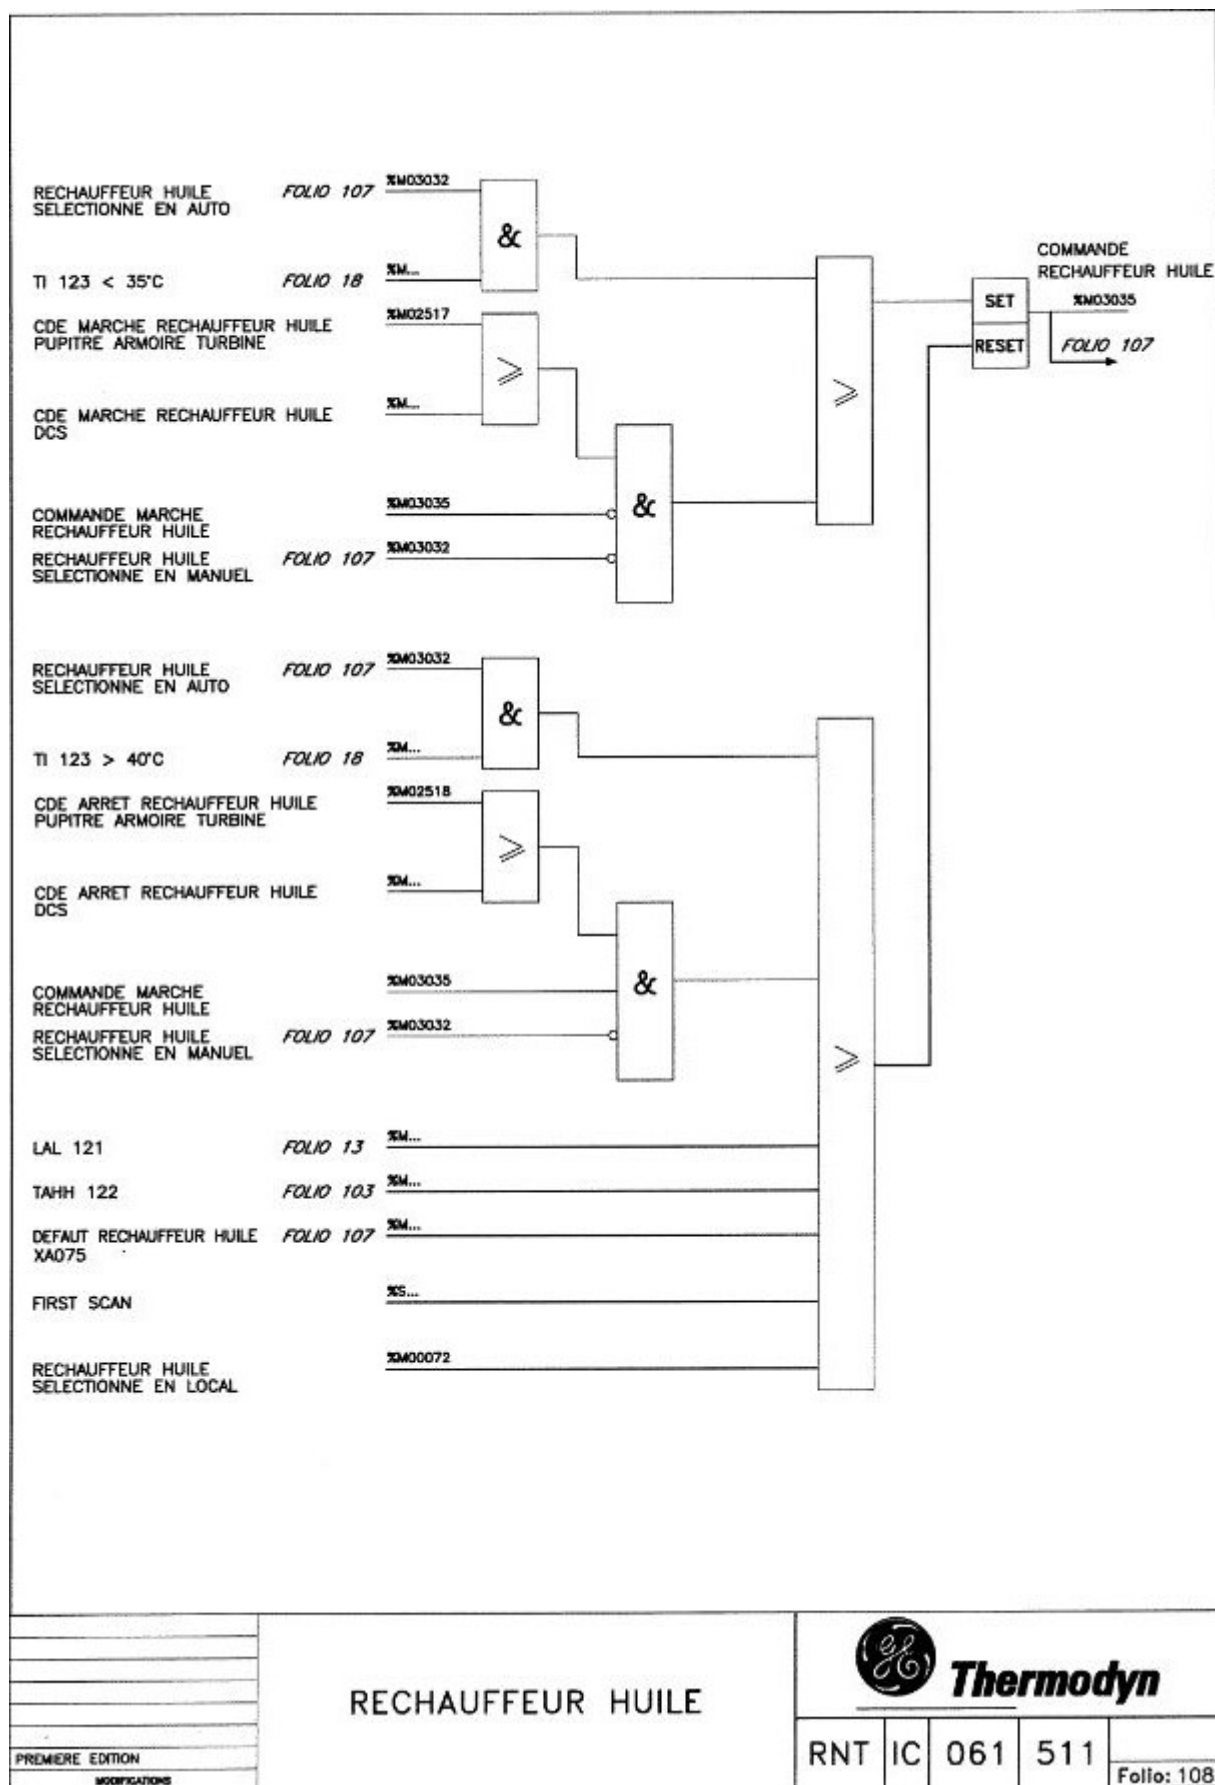 RECHAUFFEUR HUILE FOLIO 107 %M03032
SELECTIONNE EN AUTO
&
TI 123 < 35°C FOLIO 18 %M...
COMMANDE
RECHAUFFEUR HUILE
SET %M03035
RESET FOLIO 107
CDE MARCHE RECHAUFFEUR HUILE %M02517
PUPITRE ARMOIRE TURBINE
≥
≥
CDE MARCHE RECHAUFFEUR HUILE %M...
DCS
&
COMMANDE MARCHE %M03035
RECHAUFFEUR HUILE
RECHAUFFEUR HUILE FOLIO 107 %M03032
SELECTIONNE EN MANUEL
RECHAUFFEUR HUILE FOLIO 107 %M03032
SELECTIONNE EN AUTO
&
TI 123 > 40°C FOLIO 18 %M...
CDE ARRET RECHAUFFEUR HUILE %M02518
PUPITRE ARMOIRE TURBINE
≥
CDE ARRET RECHAUFFEUR HUILE %M...
DCS
&
COMMANDE MARCHE %M03035
RECHAUFFEUR HUILE
RECHAUFFEUR HUILE FOLIO 107 %M03032
SELECTIONNE EN MANUEL
≥
LAL 121 FOLIO 13 %M...
TAHH 122 FOLIO 103 %M...
DEFAUT RECHAUFFEUR HUILE FOLIO 107 %M...
XA075
FIRST SCAN %S...
RECHAUFFEUR HUILE %M00072
SELECTIONNE EN LOCAL
GE Thermodyn
RECHAUFFEUR HUILE
RNT IC 061 511
PREMIERE EDITION
MODIFICATIONS
Folio: 108